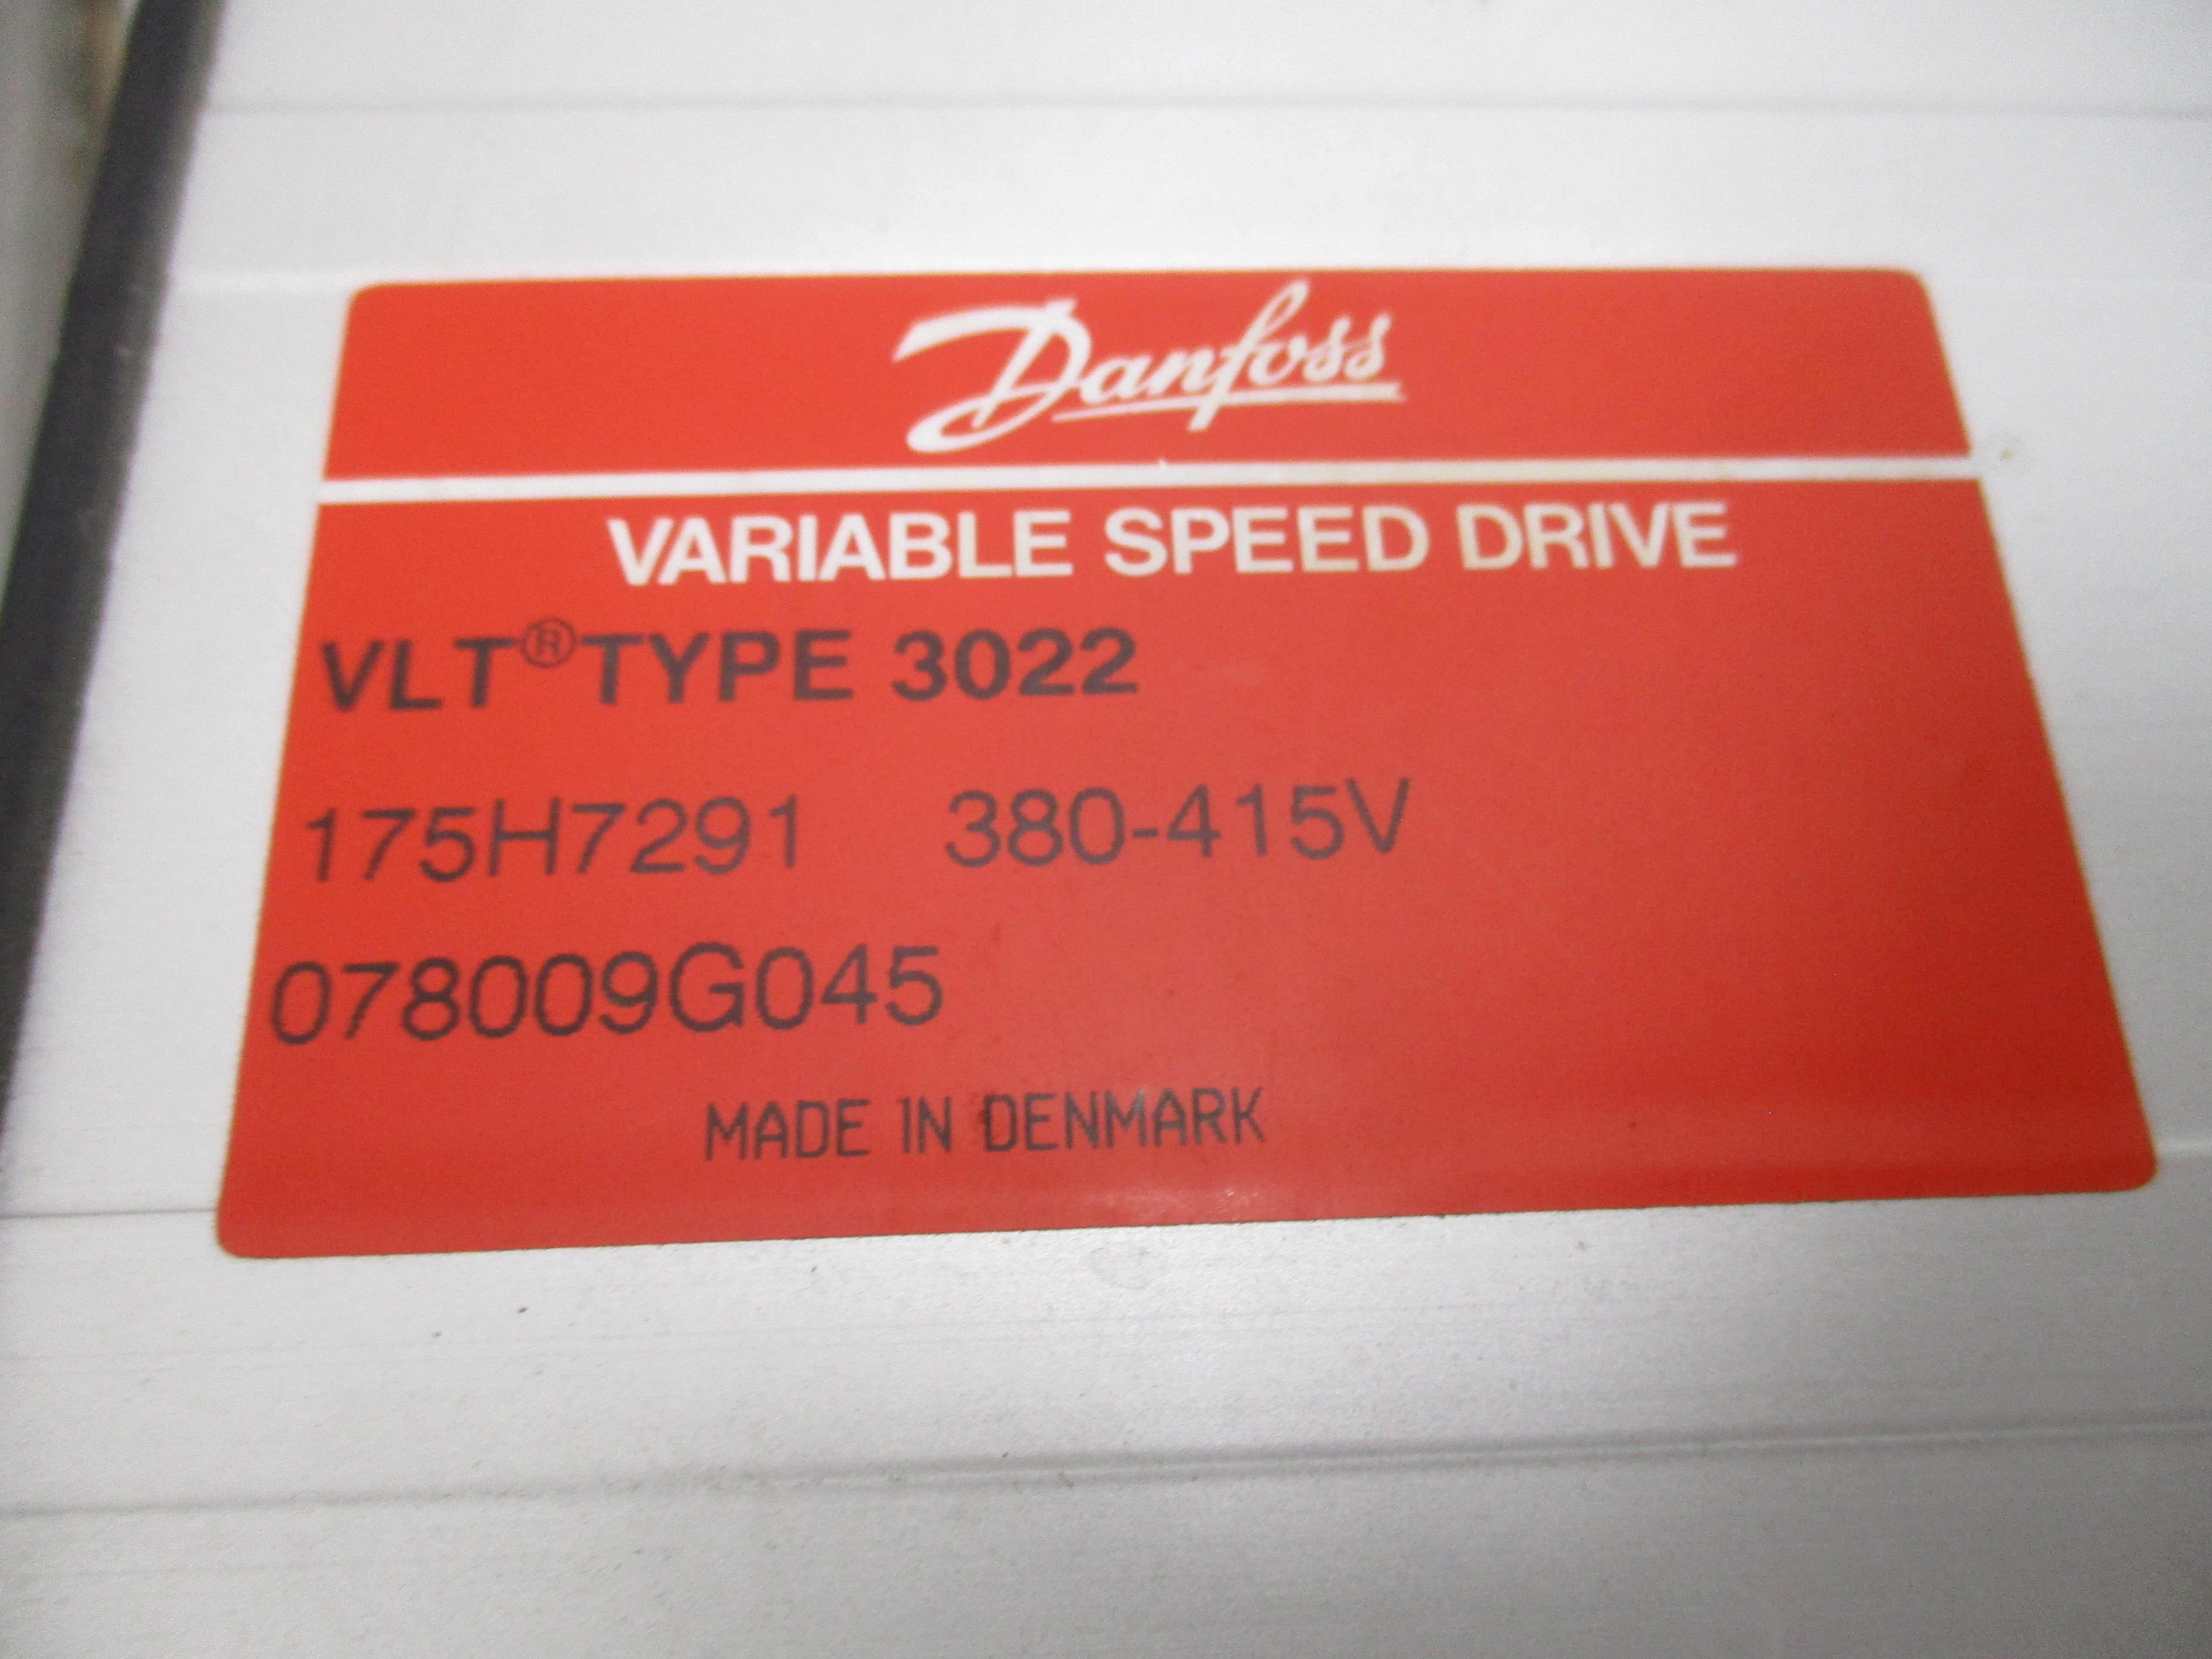 Danfoss
VARIABLE SPEED DRIVE
VLT® TYPE 3022
175H7291 380-415V
078009G045
MADE IN DENMARK